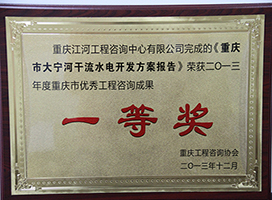 重庆江河工程咨询中心有限公司完成的《重庆
市大宁河干流水电开发方案报告》荣获二〇一三
年度重庆市优秀工程咨询成果
一等奖
重庆工程咨询协会
二〇一三年十二月